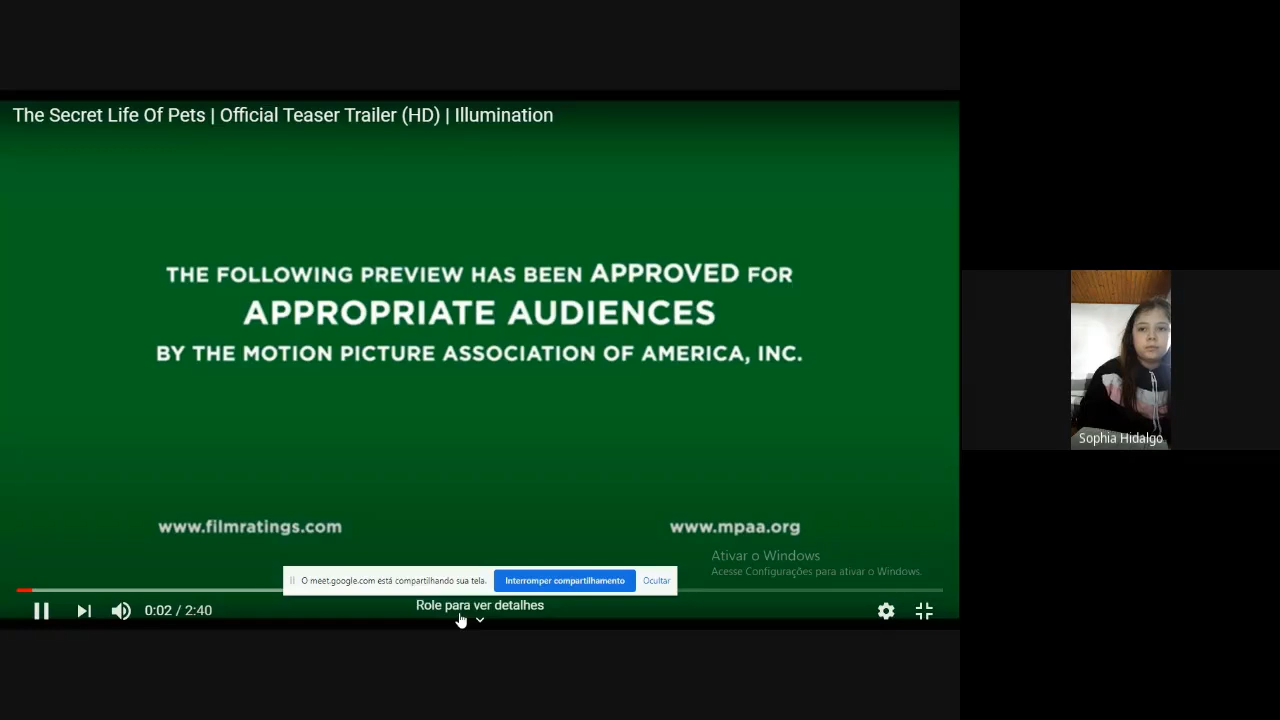 The Secret Life Of Pets | Official Teaser Trailer (HD) | Illumination
THE FOLLOWING PREVIEW HAS BEEN APPROVED FOR
APPROPRIATE AUDIENCES
BY THE MOTION PICTURE ASSOCIATION OF AMERICA, INC.
www.filmratings.com
www.mpaa.org
Ativar o Windows
Acesse Configurações para ativar o Windows.
O meet.google.com está compartilhando sua tela.
Interromper compartilhamento
Ocultar
0:02 / 2:40
Role para ver detalhes
Sophia Hidalgo